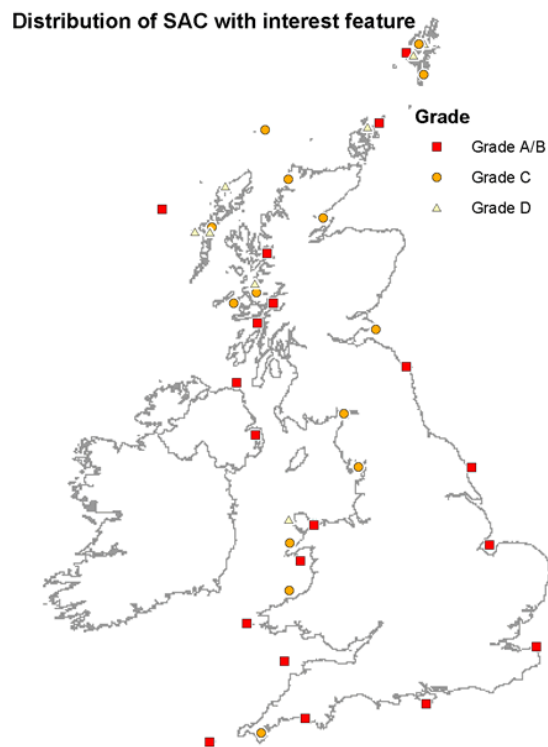 Distribution of SAC with interest feature
Grade
Grade A/B
Grade C
Grade D